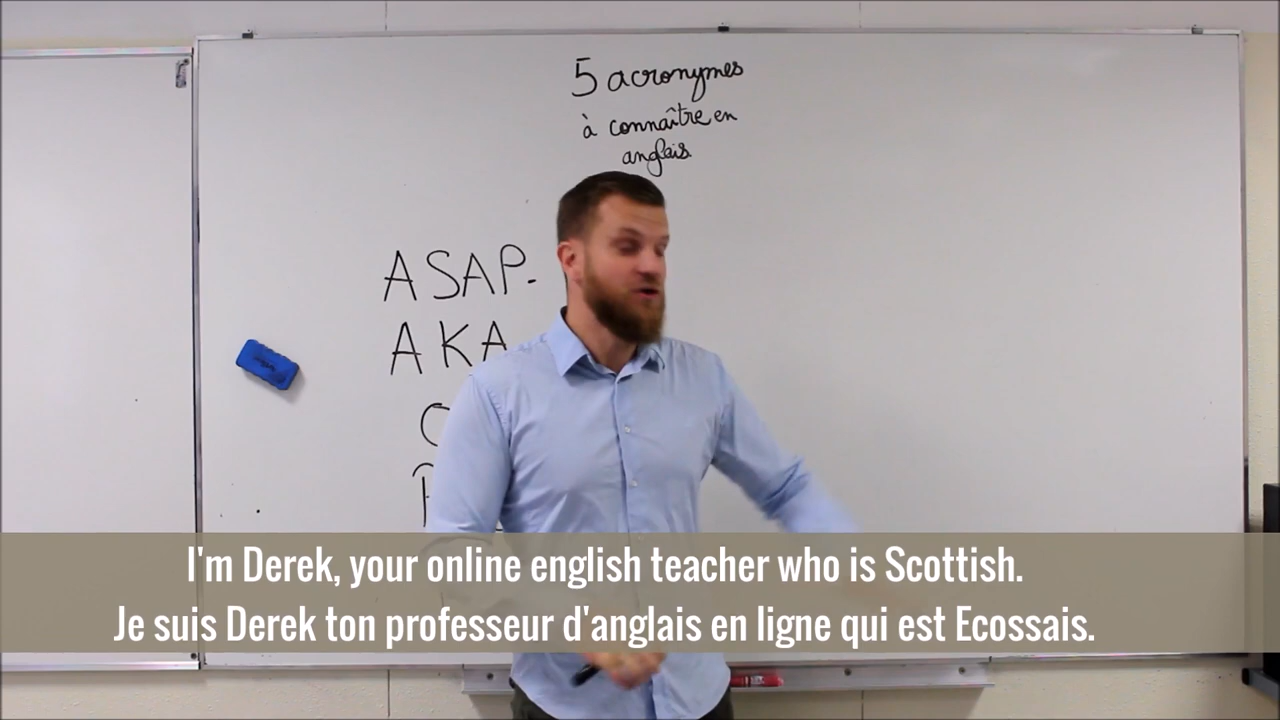 5 acronymes
à connaître en
anglais
ASAP-
AKA
I'm Derek, your online english teacher who is Scottish.
Je suis Derek ton professeur d'anglais en ligne qui est Ecossais.